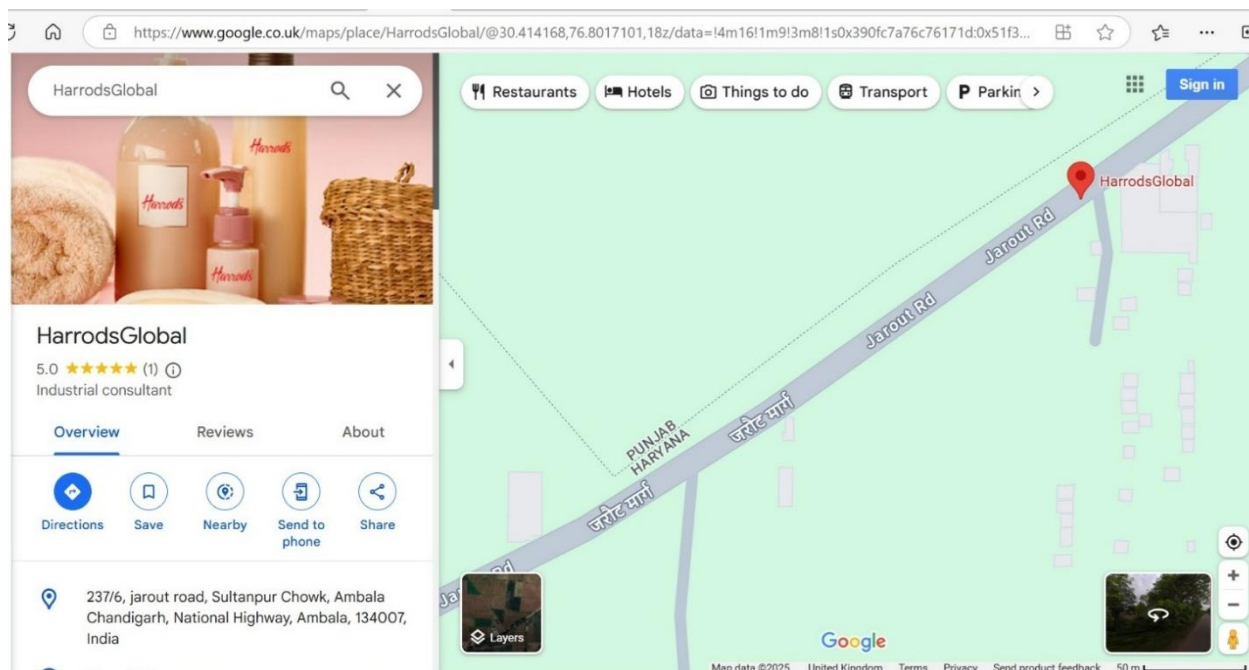 https://www.google.co.uk/maps/place/HarrodsGlobal/@30.414168,76.8017101,18z/data=!4m16!1m9!3m8!1s0x390fc7a76c76171d:0x51f3...
HarrodsGlobal
Restaurants
Hotels
Things to do
Transport
Parkin
Sign in
Harrods
Harrods
Harrods
HarrodsGlobal
5.0 ★★★★★ (1)
Industrial consultant
Overview Reviews About
Directions
Save
Nearby
Send to
phone
Share
237/6, jarout road, Sultanpur Chowk, Ambala
Chandigarh, National Highway, Ambala, 134007,
India
HarrodsGlobal
Jarout Rd
Jarout Rd
जरोट मार्ग
PUNJAB
HARYANA
जरोट मार्ग
Layers
Google
Map data ©2025 United Kingdom Terms Privacy Send product feedback 50 m